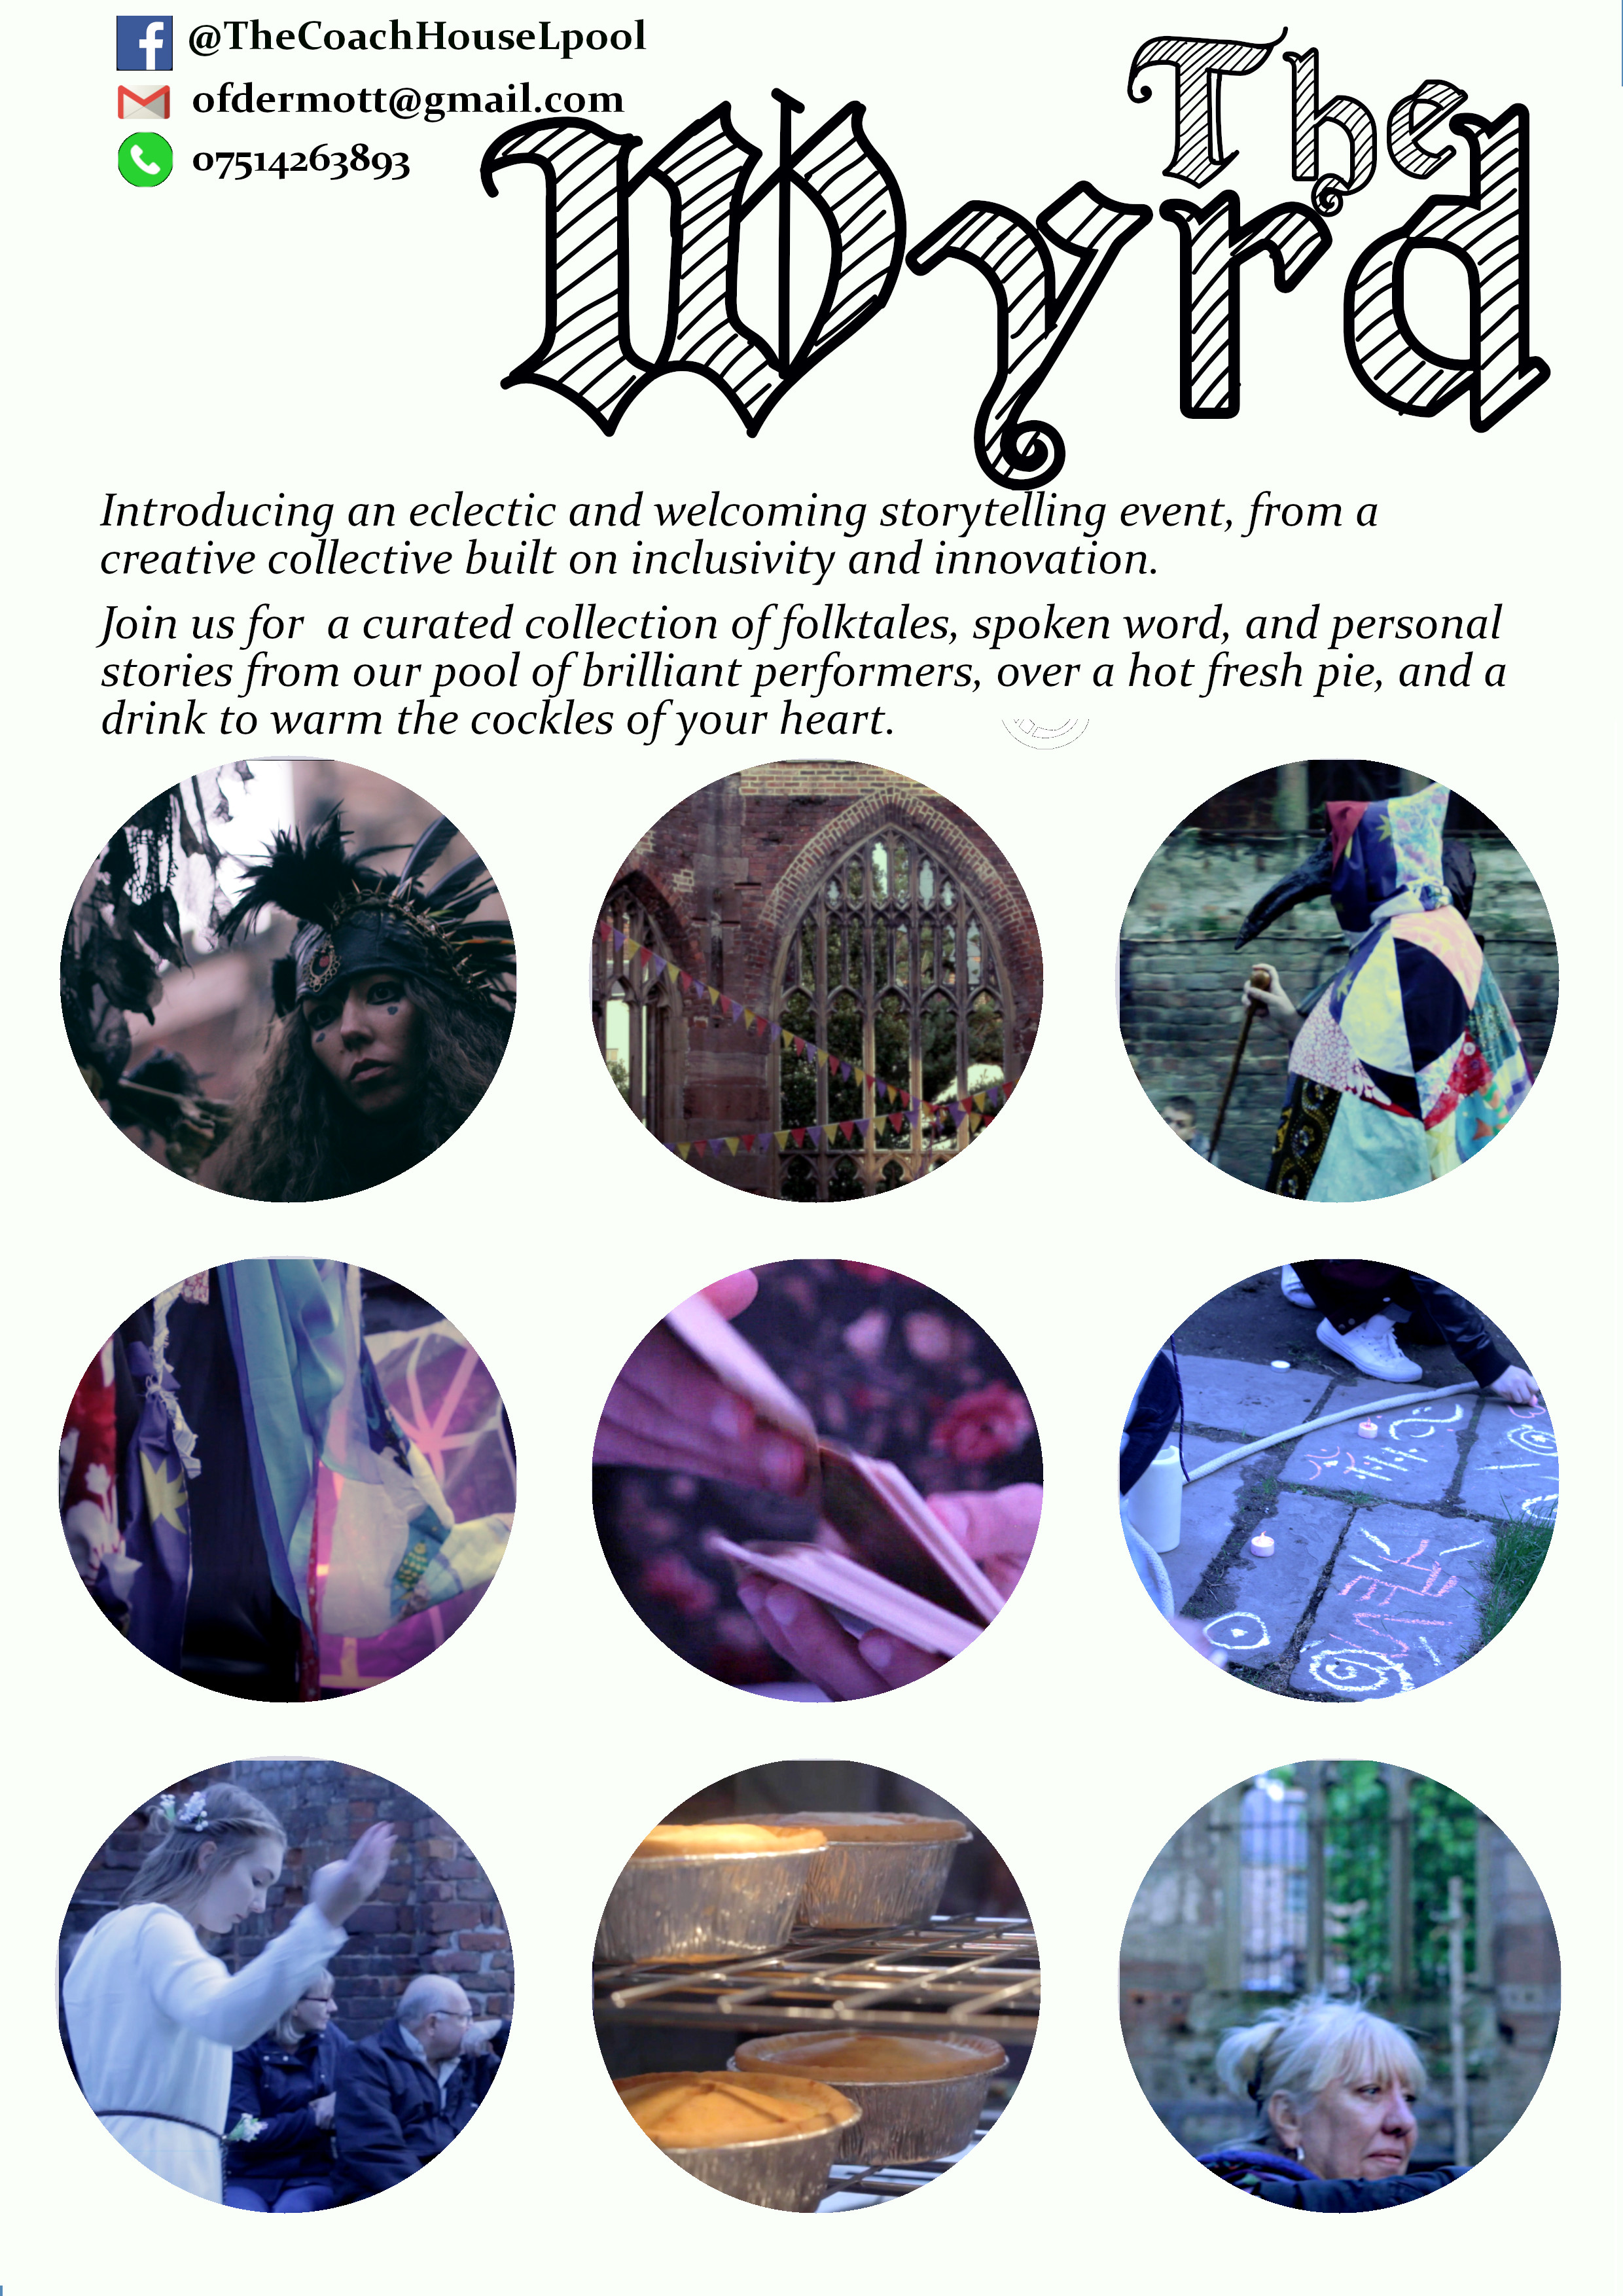 @TheCoachHouseLpool
ofdermott@gmail.com
07514263893
The
Wyrd
Introducing an eclectic and welcoming storytelling event, from a
creative collective built on inclusivity and innovation.
Join us for  a curated collection of folktales, spoken word, and personal
stories from our pool of brilliant performers, over a hot fresh pie, and a
drink to warm the cockles of your heart.